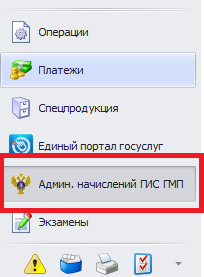 Операции
Платежи
Спецпродукция
Единый портал госуслуг
Админ. начислений ГИС ГМП
Экзамены